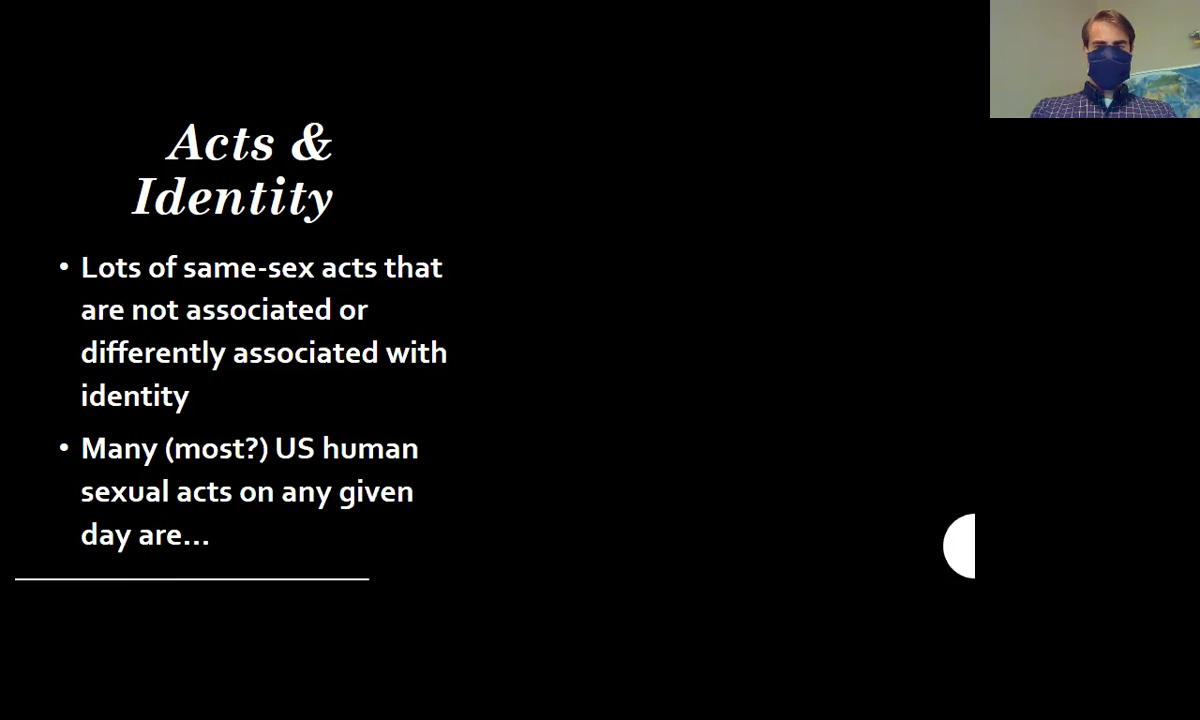 Acts &
Identity
• Lots of same-sex acts that
are not associated or
differently associated with
identity
• Many (most?) US human
sexual acts on any given
day are...